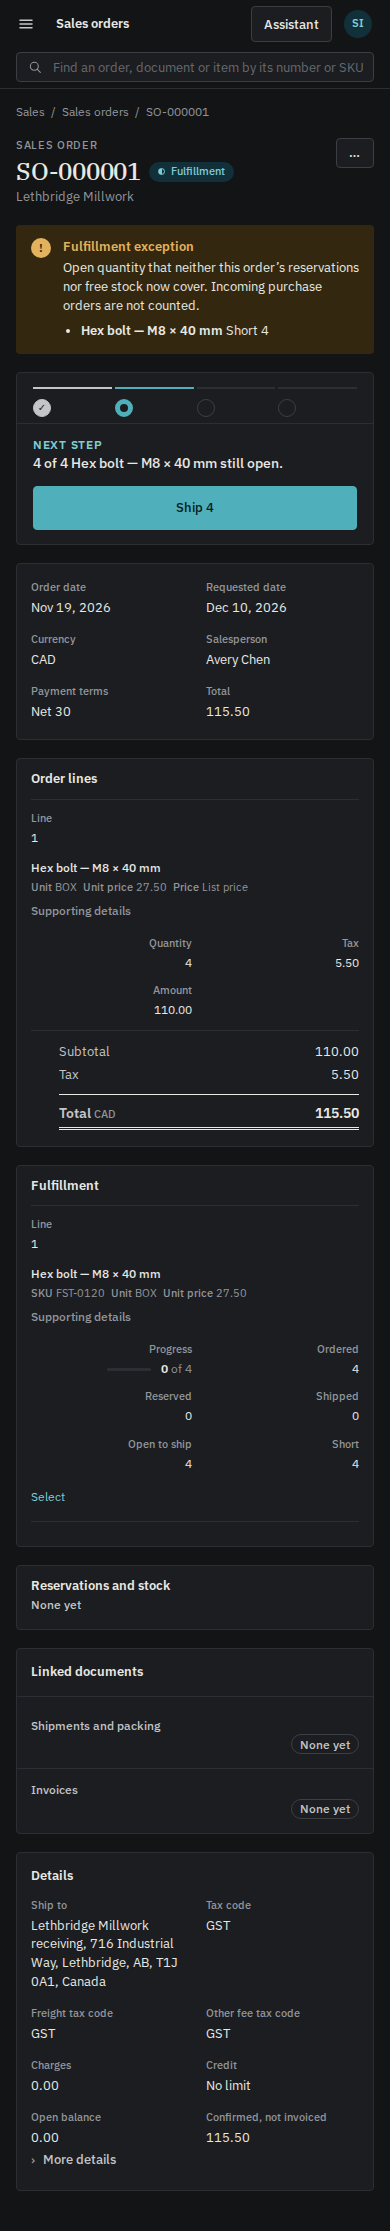 Sales orders
Assistant
SI
Find an order, document or item by its number or SKU
Sales / Sales orders / SO-000001
SALES ORDER
SO-000001 Fulfillment
...
Lethbridge Millwork
! Fulfillment exception
Open quantity that neither this order's reservations
nor free stock now cover. Incoming purchase
orders are not counted.
• Hex bolt — M8 × 40 mm Short 4
NEXT STEP
4 of 4 Hex bolt — M8 × 40 mm still open.
Ship 4
Order date Requested date
Nov 19, 2026 Dec 10, 2026
Currency Salesperson
CAD Avery Chen
Payment terms Total
Net 30 115.50
Order lines
Line
1
Hex bolt — M8 × 40 mm
Unit BOX Unit price 27.50 Price List price
Supporting details
Quantity Tax
4 5.50
Amount
110.00
Subtotal 110.00
Tax 5.50
Total CAD 115.50
Fulfillment
Line
1
Hex bolt — M8 × 40 mm
SKU FST-0120 Unit BOX Unit price 27.50
Supporting details
Progress Ordered
0 of 4 4
Reserved Shipped
0 0
Open to ship Short
4 4
Select
Reservations and stock
None yet
Linked documents
Shipments and packing
None yet
Invoices
None yet
Details
Ship to Tax code
Lethbridge Millwork GST
receiving, 716 Industrial
Way, Lethbridge, AB, T1J
0A1, Canada
Freight tax code Other fee tax code
GST GST
Charges Credit
0.00 No limit
Open balance Confirmed, not invoiced
0.00 115.50
› More details